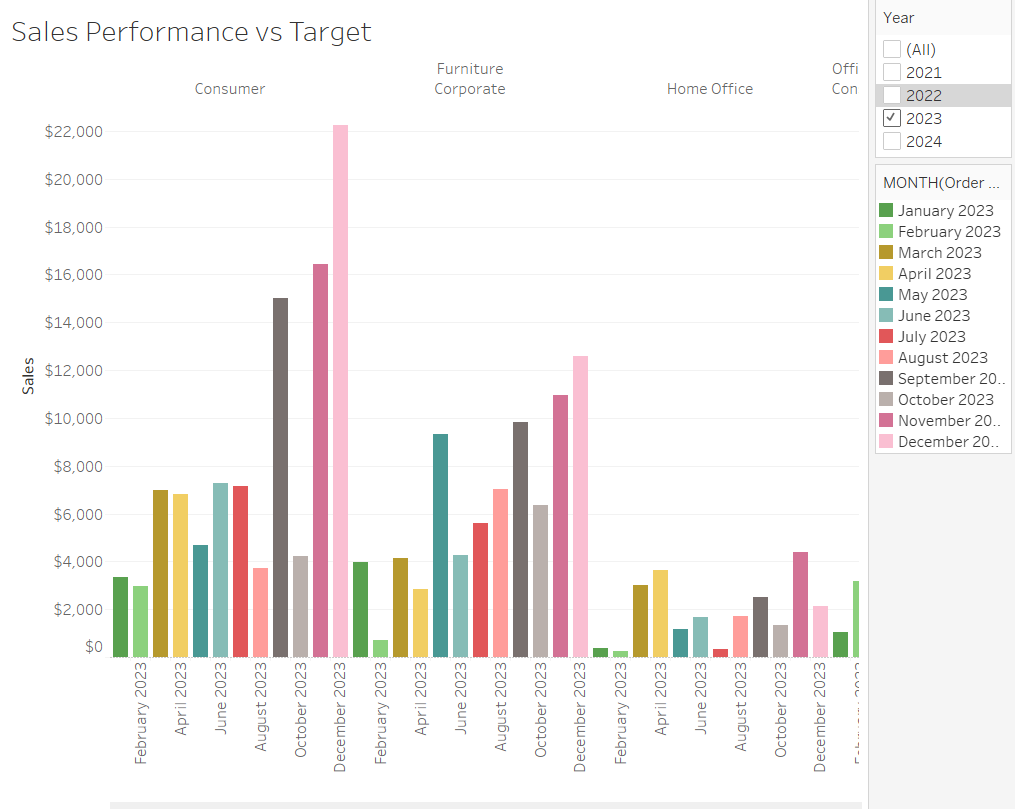 Sales Performance vs Target
Furniture
Offi
Consumer
Corporate
Home Office
Con
$22,000
$20,000
$18,000
$16,000
$14,000
$12,000
$10,000
$8,000
$6,000
$4,000
$2,000
$0
Sales
February 2023
April 2023
June 2023
August 2023
October 2023
December 2023
February 2023
April 2023
June 2023
August 2023
October 2023
December 2023
February 2023
April 2023
June 2023
August 2023
October 2023
December 2023
Year
(All)
2021
2022
2023
2024
MONTH(Order ...
January 2023
February 2023
March 2023
April 2023
May 2023
June 2023
July 2023
August 2023
September 20..
October 2023
November 20..
December 20..